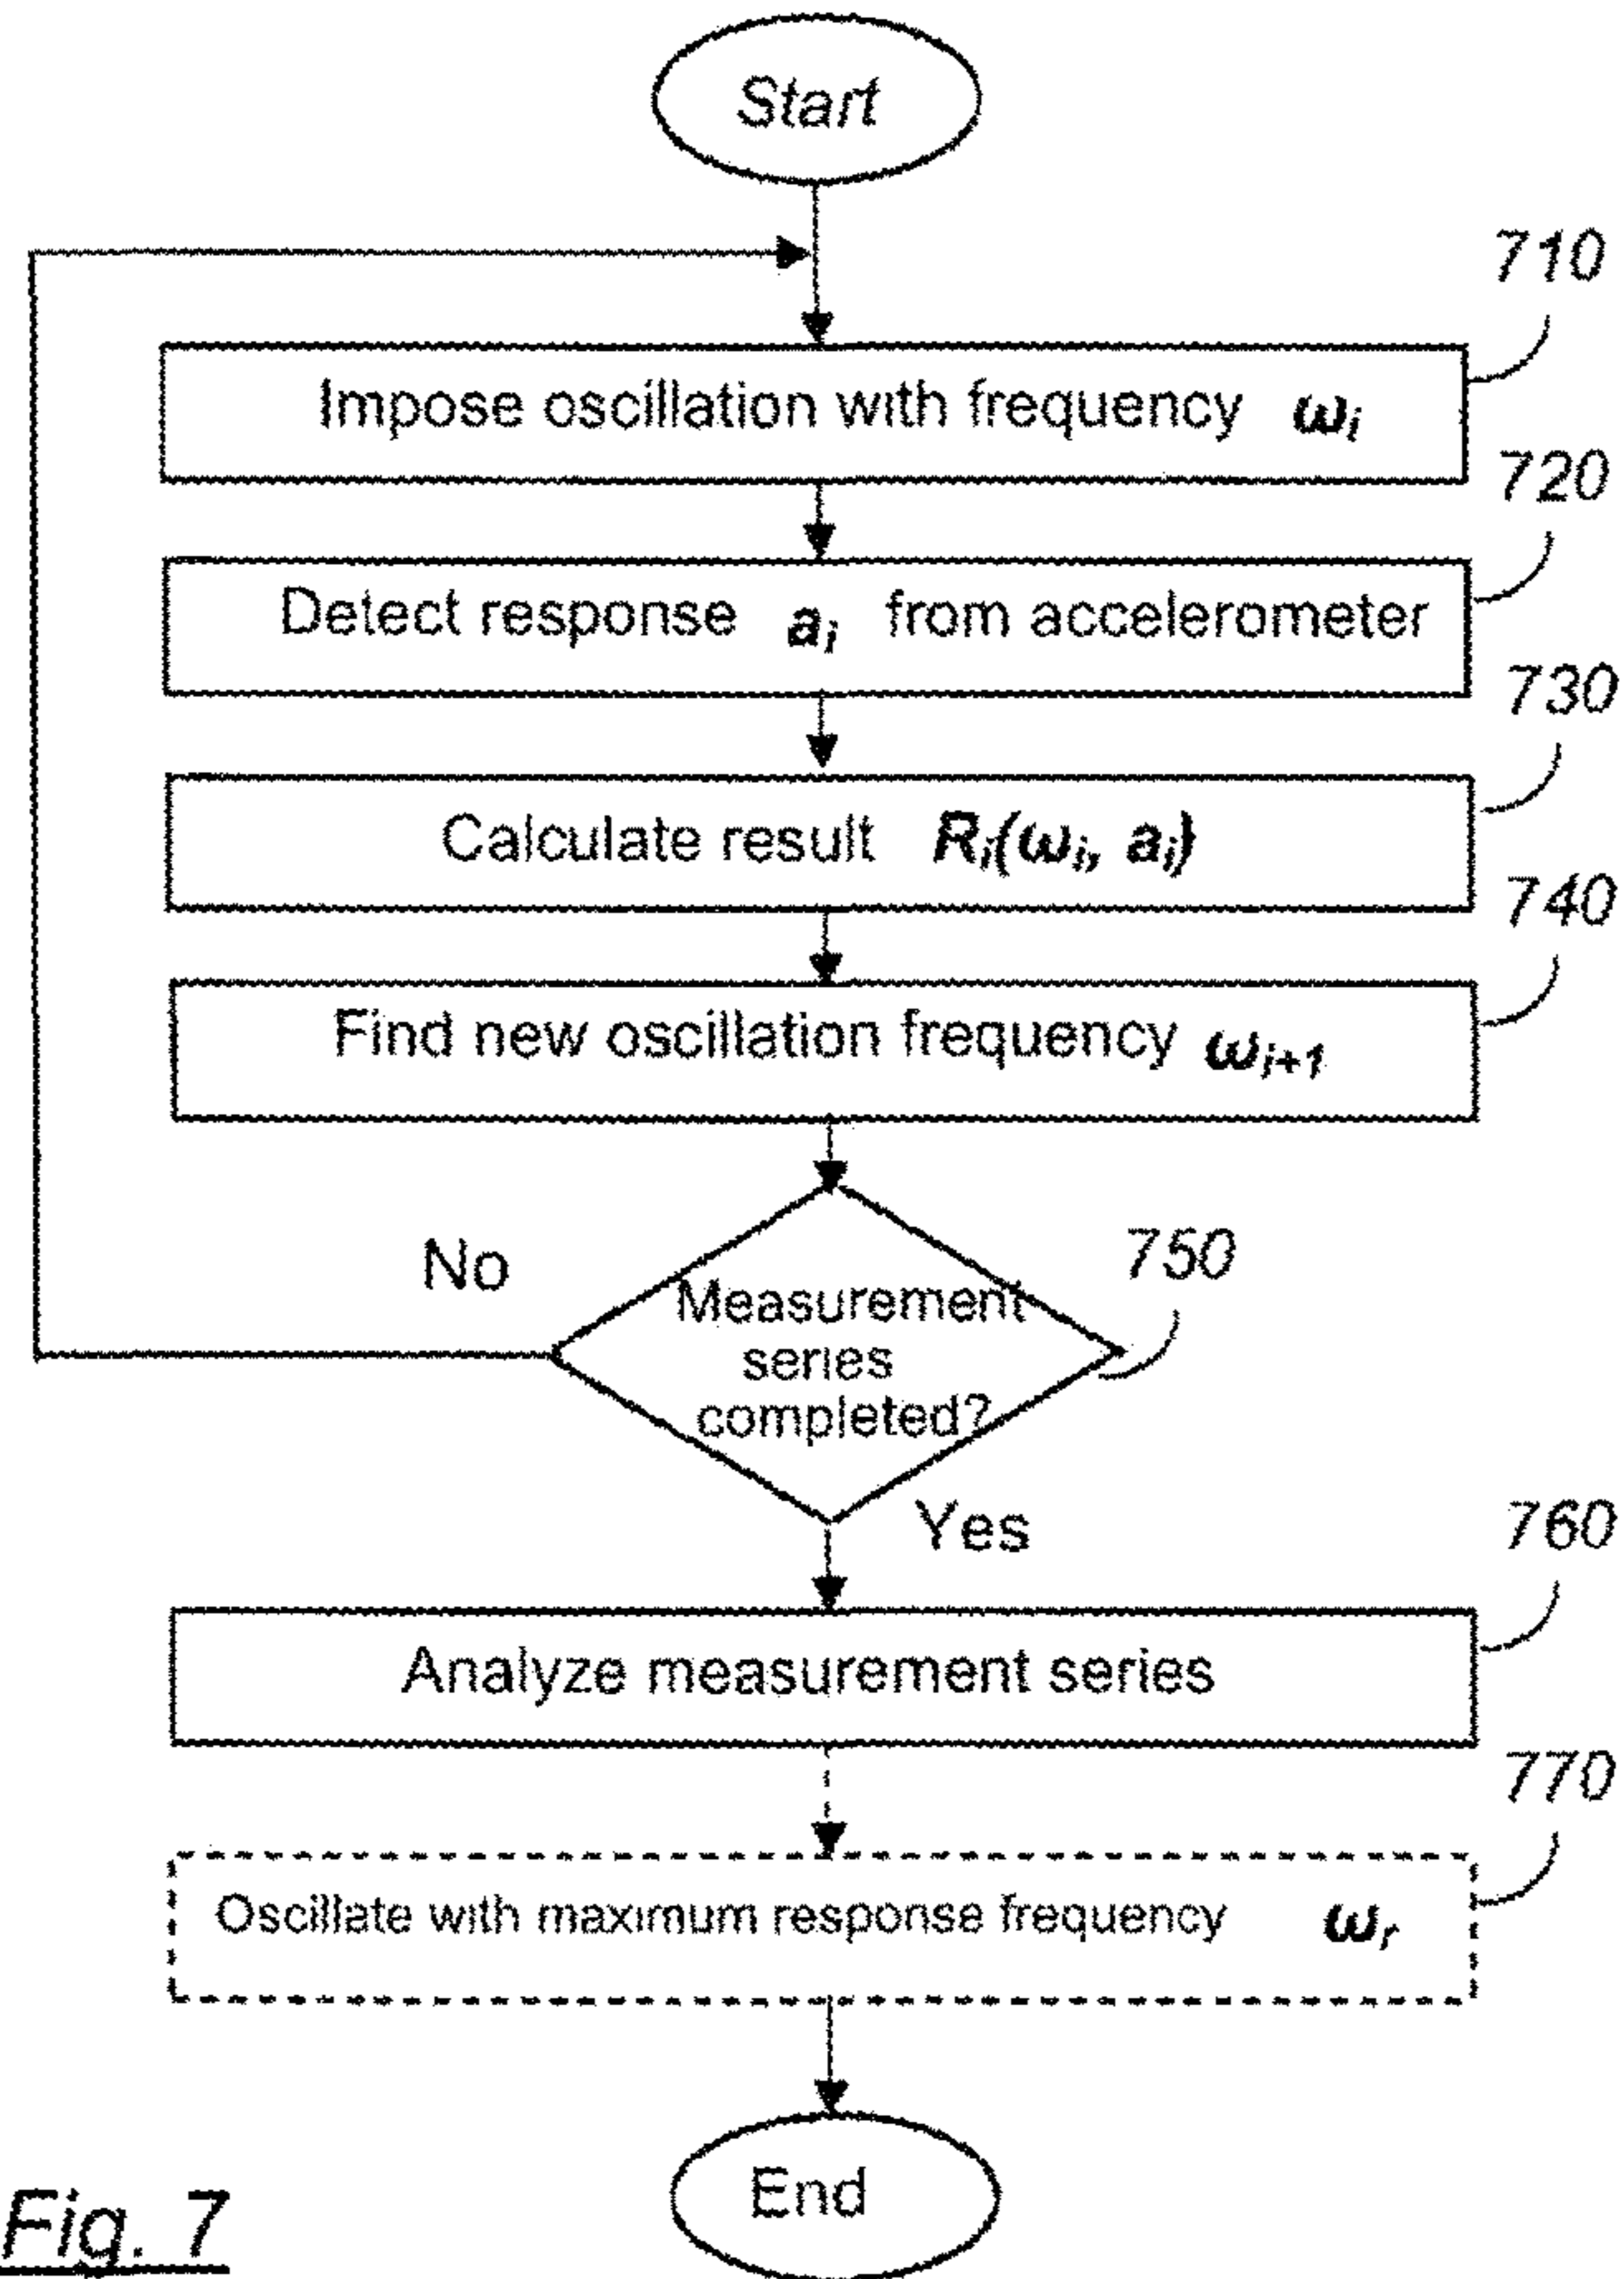 Start
710
Impose oscillation with frequency ωi
720
Detect response ai from accelerometer
730
Calculate result Ri(ωi, ai)
740
Find new oscillation frequency ωi+1
No
750
Measurement
series
completed?
Yes
760
Analyze measurement series
770
Oscillate with maximum response frequency ωr
End
Fig. 7